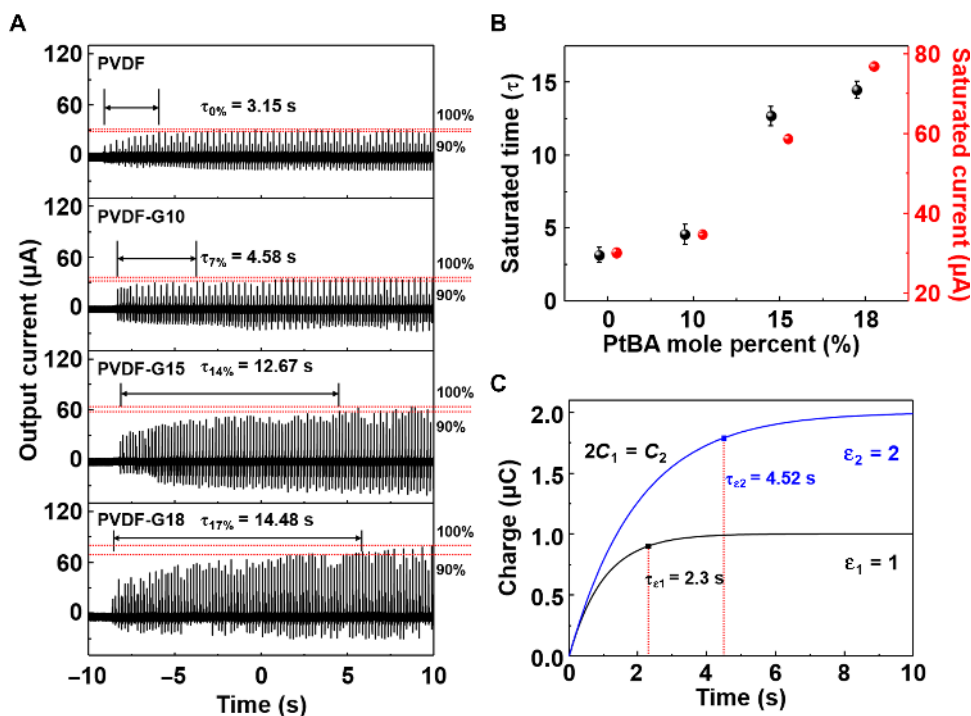 A
Output current (μA)
120
60
0
PVDF
τ0% = 3.15 s
100%
90%
120
60
0
PVDF-G10
τ7% = 4.58 s
100%
90%
120
60
0
PVDF-G15
τ14% = 12.67 s
100%
90%
120
60
0
PVDF-G18
τ17% = 14.48 s
100%
90%
−10 −5 0 5 10
Time (s)
B
Saturated time (τ)
15
10
5
0
Saturated current (μA)
80
60
40
20
0 10 15 18
PtBA mole percent (%)
C
Charge (μC)
2.0
1.5
1.0
0.5
0.0
2C1 = C2
ε2 = 2
τε2 = 4.52 s
ε1 = 1
τε1 = 2.3 s
0 2 4 6 8 10
Time (s)